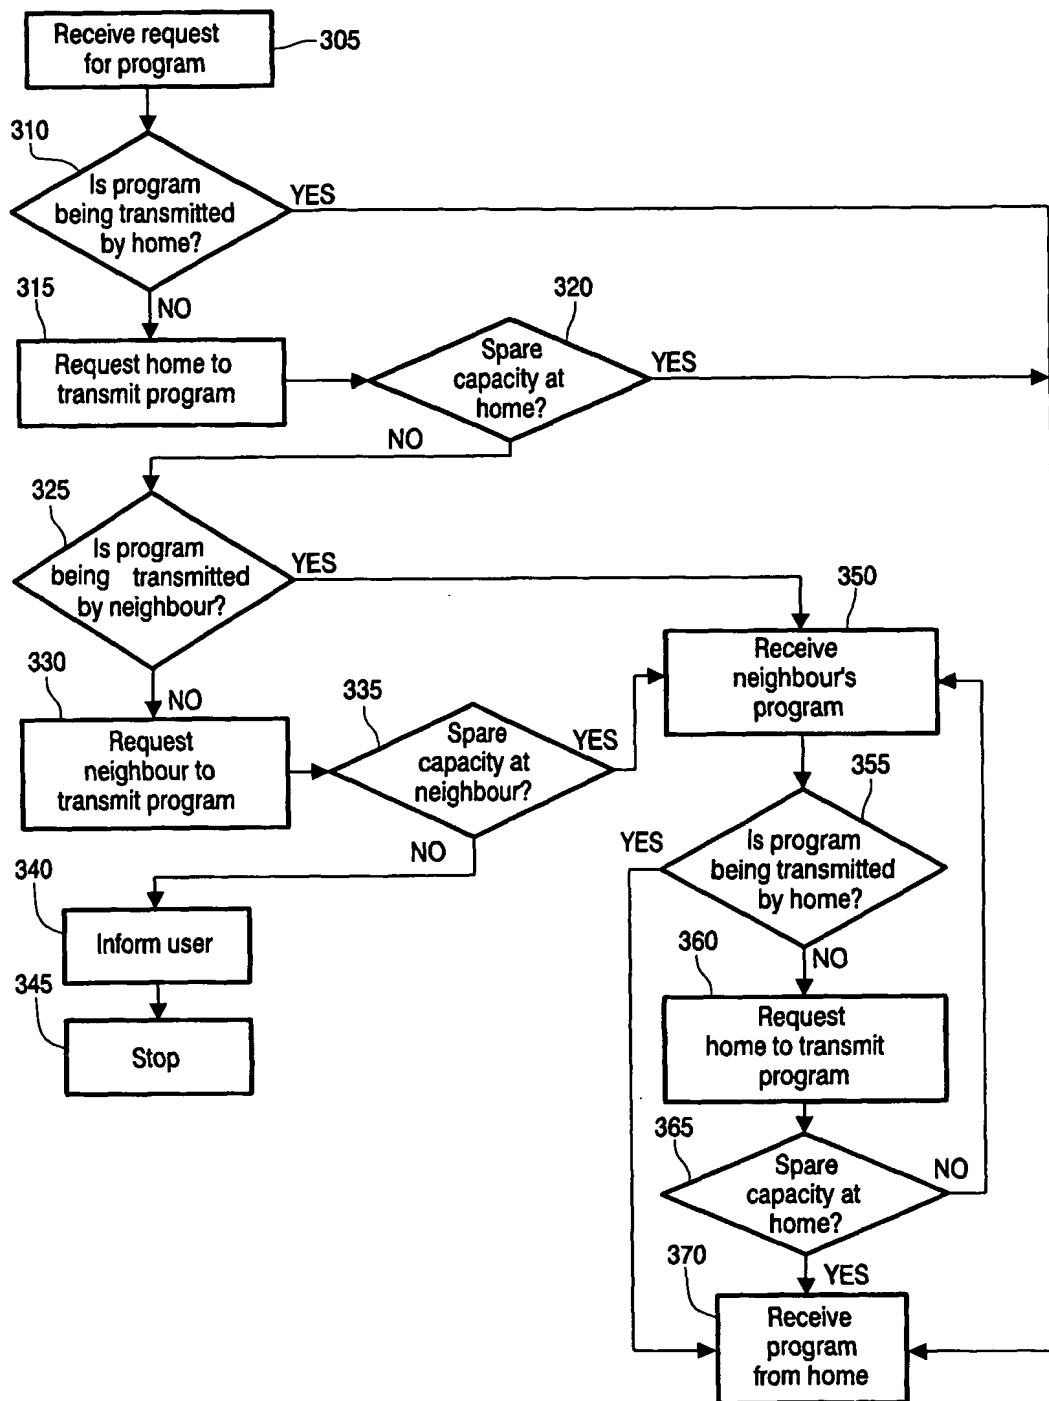 Receive request
for program
305
310
Is program
being transmitted
by home?
YES
NO
315
Request home to
transmit program
320
Spare
capacity at
home?
YES
NO
325
Is program
being transmitted
by neighbour?
YES
NO
330
Request
neighbour to
transmit program
335
Spare
capacity at
neighbour?
YES
NO
340
Inform user
345
Stop
350
Receive
neighbour's
program
355
Is program
being transmitted
by home?
YES
NO
360
Request
home to transmit
program
365
Spare
capacity at
home?
NO
YES
370
Receive
program
from home